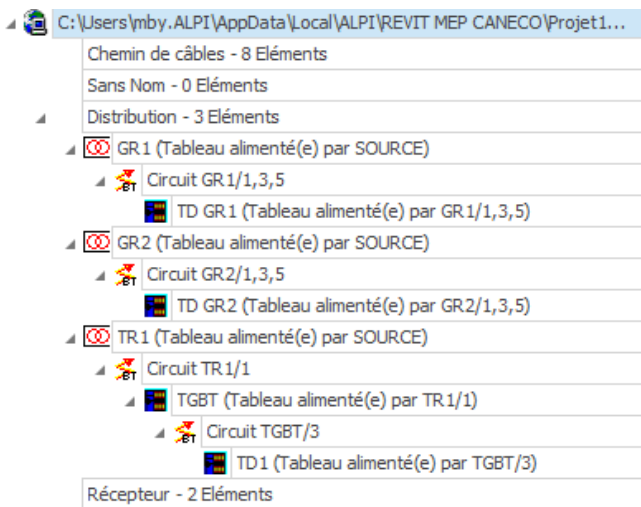 C:\Users\mby.ALPI\AppData\Local\ALPI\REVIT MEP CANECO\Projet1...
Chemin de câbles - 8 Eléments
Sans Nom - 0 Eléments
Distribution - 3 Eléments
GR1 (Tableau alimenté(e) par SOURCE)
BT Circuit GR1/1,3,5
TD GR1 (Tableau alimenté(e) par GR1/1,3,5)
GR2 (Tableau alimenté(e) par SOURCE)
BT Circuit GR2/1,3,5
TD GR2 (Tableau alimenté(e) par GR2/1,3,5)
TR1 (Tableau alimenté(e) par SOURCE)
BT Circuit TR1/1
TGBT (Tableau alimenté(e) par TR1/1)
BT Circuit TGBT/3
TD1 (Tableau alimenté(e) par TGBT/3)
Récepteur - 2 Eléments